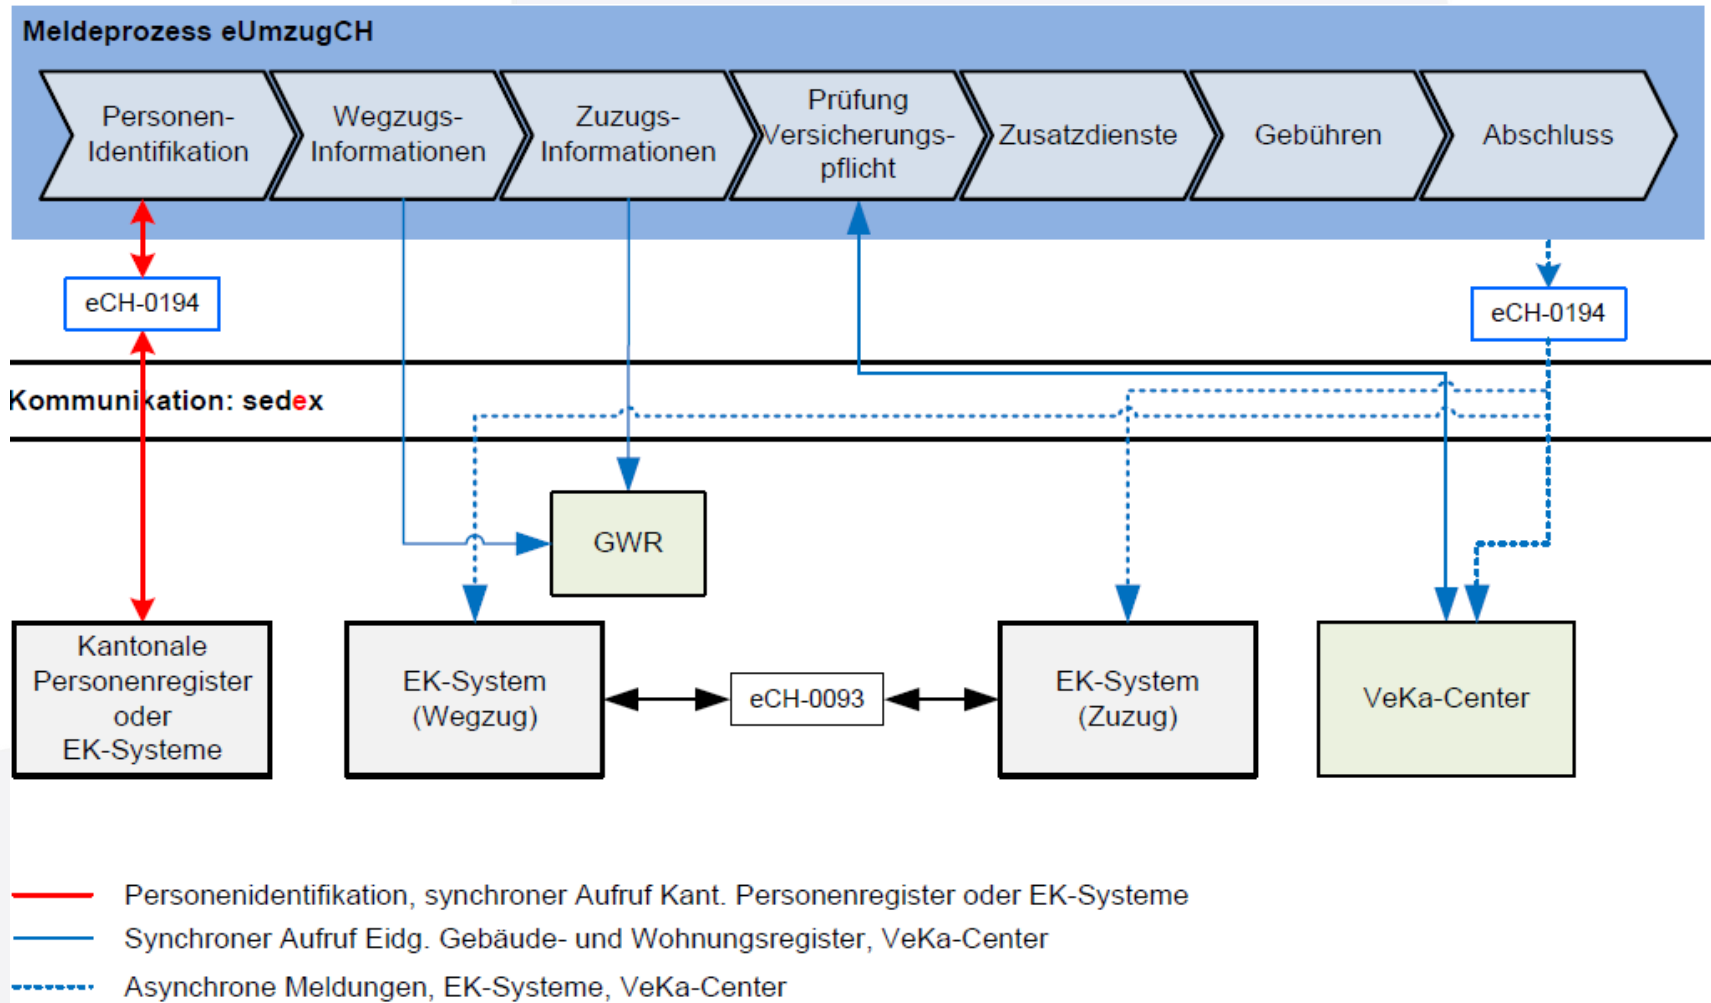 Meldeprozess eUmzugCH
Personen-
Identifikation
Wegzugs-
Informationen
Zuzugs-
Informationen
Prüfung
Versicherungs-
pflicht
Zusatzdienste
Gebühren
Abschluss
eCH-0194
eCH-0194
Kommunikation: sedex
GWR
Kantonale
Personenregister
oder
EK-Systeme
EK-System
(Wegzug)
eCH-0093
EK-System
(Zuzug)
VeKa-Center
Personenidentifikation, synchroner Aufruf Kant. Personenregister oder EK-Systeme
Synchroner Aufruf Eidg. Gebäude- und Wohnungsregister, VeKa-Center
Asynchrone Meldungen, EK-Systeme, VeKa-Center